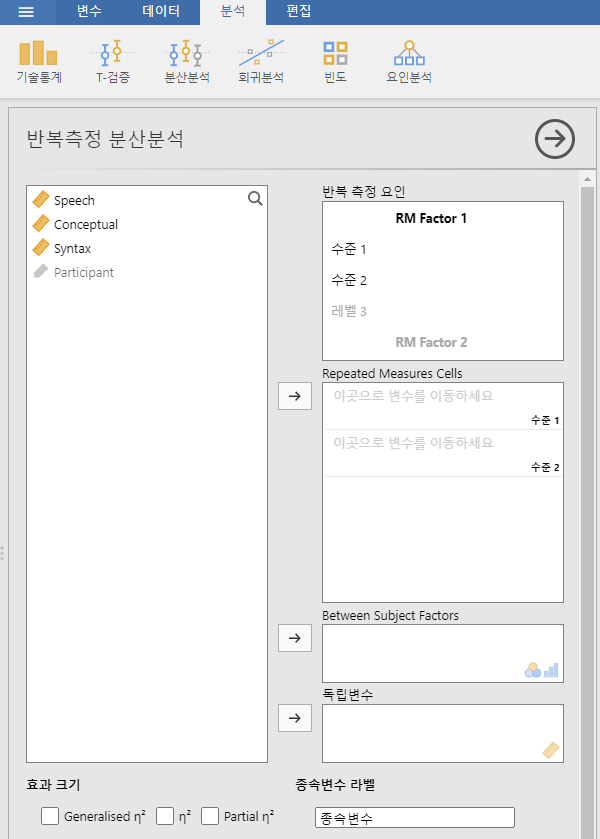 변수 데이터 분석 편집
기술통계 T-검증 분산분석 회귀분석 빈도 요인분석
반복측정 분산분석
Speech
Conceptual
Syntax
Participant
반복 측정 요인
RM Factor 1
수준 1
수준 2
레벨 3
RM Factor 2
Repeated Measures Cells
이곳으로 변수를 이동하세요
수준 1
이곳으로 변수를 이동하세요
수준 2
Between Subject Factors
독립변수
효과 크기
Generalised η² η² Partial η²
종속변수 라벨
종속변수